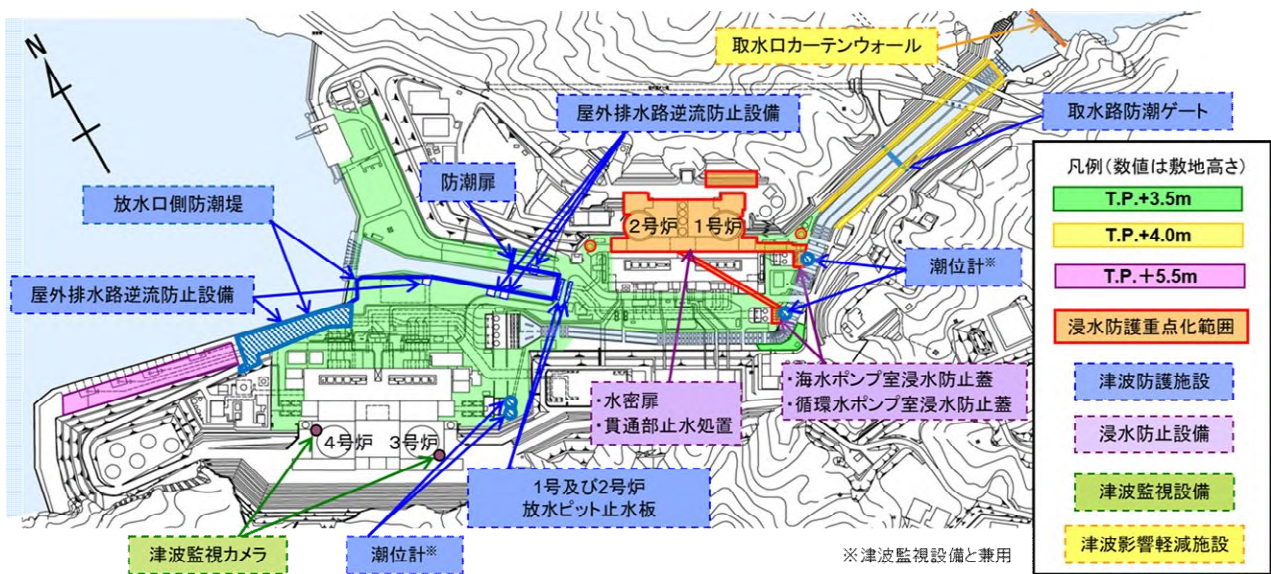 N
取水口カーテンウォール
屋外排水路逆流防止設備
取水路防潮ゲート
防潮扉
放水口側防潮堤
2号炉
1号炉
潮位計※
屋外排水路逆流防止設備
・海水ポンプ室浸水防止蓋
・循環水ポンプ室浸水防止蓋
・水密扉
・貫通部止水処置
4号炉
3号炉
1号及び2号炉
放水ピット止水板
津波監視カメラ
潮位計※
※津波監視設備と兼用
凡例(数値は敷地高さ)
T.P.+3.5m
T.P.+4.0m
T.P.+5.5m
浸水防護重点化範囲
津波防護施設
浸水防止設備
津波監視設備
津波影響軽減施設